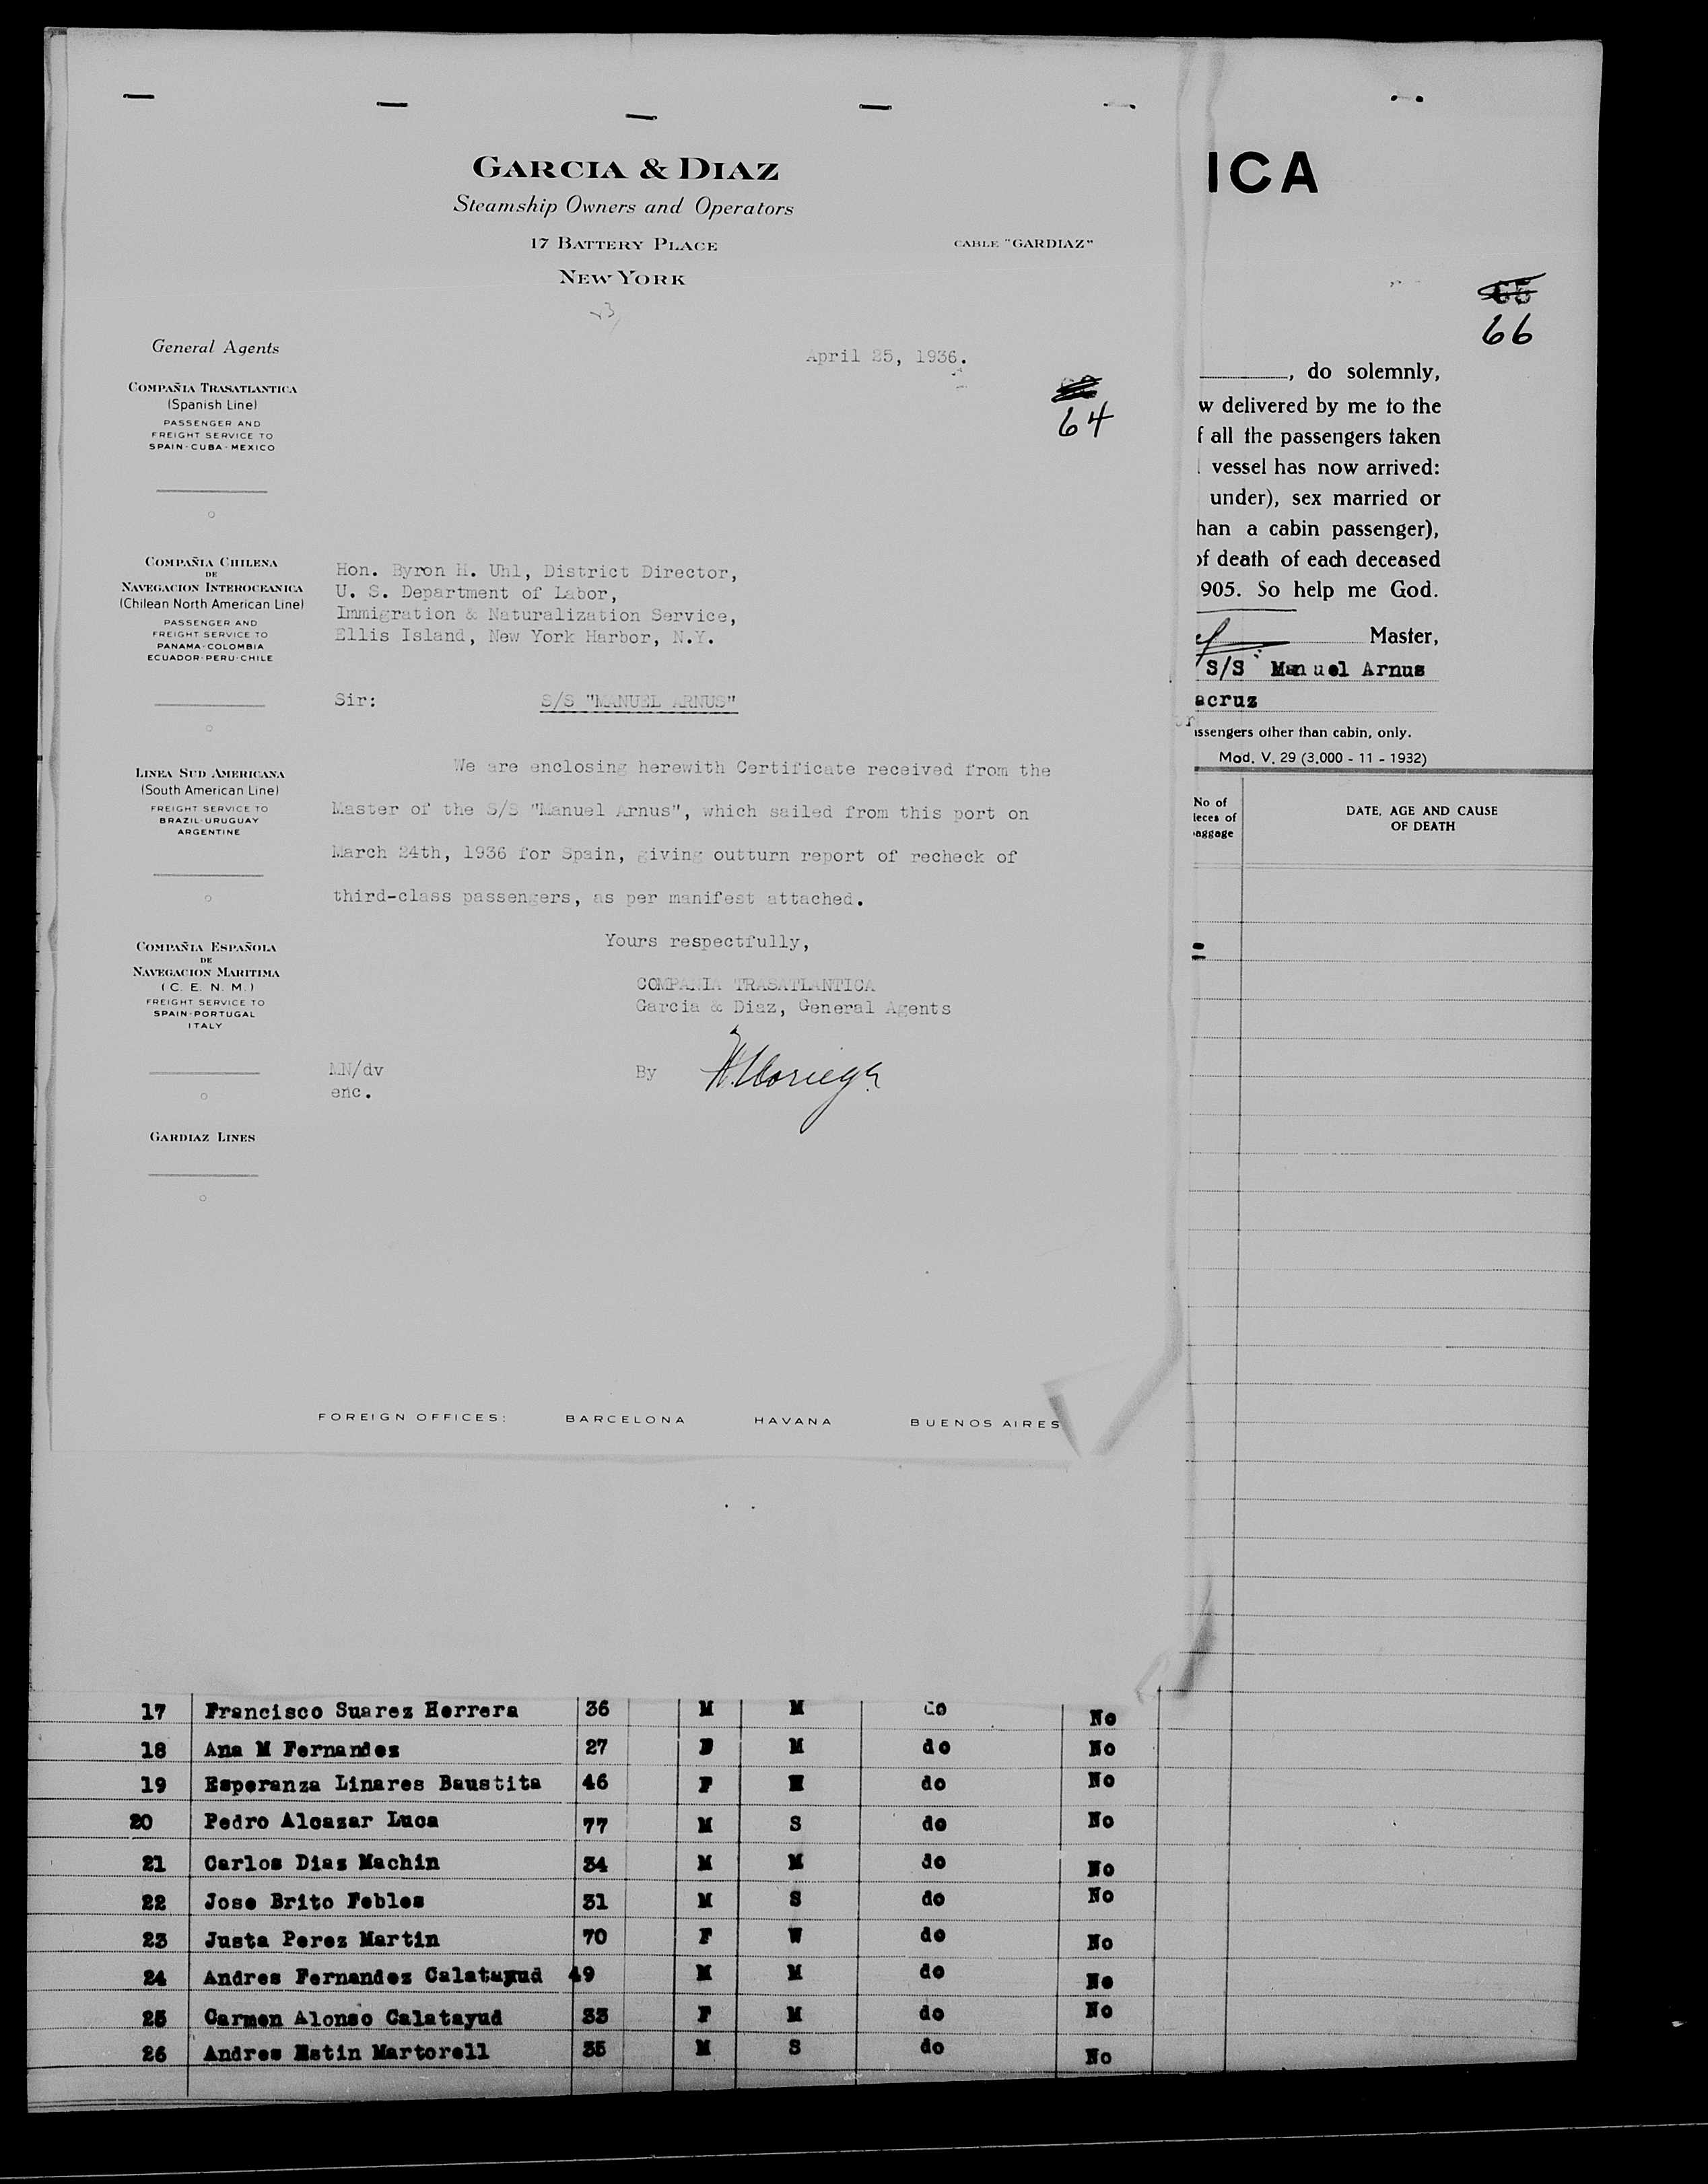 GARCIA & DIAZ
Steamship Owners and Operators
17 BATTERY PLACE
CABLE "GARDIAZ"
NEW YORK
General Agents
April 25, 1936.
64
COMPAÑIA TRASATLANTICA
(Spanish Line)
PASSENGER AND
FREIGHT SERVICE TO
SPAIN-CUBA-MEXICO
COMPAÑIA CHILENA
DE
NAVEGACION INTEROCEANICA
(Chilean North American Line)
PASSENGER AND
FREIGHT SERVICE TO
PANAMA-COLOMBIA
ECUADOR-PERU-CHILE
LINEA SUD AMERICANA
(South American Line)
FREIGHT SERVICE TO
BRAZIL-URUGUAY
ARGENTINE
COMPAÑIA ESPAÑOLA
DE
NAVEGACION MARITIMA
(C. E. N. M.)
FREIGHT SERVICE TO
SPAIN-PORTUGAL
ITALY
GARDIAZ LINES
Hon. Byron H. Uhl, District Director,
U. S. Department of Labor,
Immigration & Naturalization Service,
Ellis Island, New York Harbor, N.Y.
Sir: S/S "MANUEL ARNUS"
We are enclosing herewith Certificate received from the
Master of the S/S "Manuel Arnus", which sailed from this port on
March 24th, 1936 for Spain, giving outturn report of recheck of
third-class passengers, as per manifest attached.
Yours respectfully,
COMPANIA TRASATLANTICA
Garcia & Diaz, General Agents
MN/dv
enc.
By
FOREIGN OFFICES: BARCELONA HAVANA BUENOS AIRES
ICA
66
, do solemnly,
w delivered by me to the
f all the passengers taken
vessel has now arrived:
under), sex married or
han a cabin passenger),
of death of each deceased
905. So help me God.
Master,
S/S Manuel Arnus
acruz
assengers other than cabin, only.
Mod. V. 29 (3.000 - 11 - 1932)
No of
ieces of
aggage
DATE, AGE AND CAUSE
OF DEATH
17 Francisco Suarez Herrera 36 M M do No
18 Ana M Fernandez 27 F M do No
19 Esperanza Linares Baustita 46 F do No
20 Pedro Alcazar Luca 77 M S do No
21 Carlos Dias Machin 34 M M do No
22 Jose Brito Febles 31 M S do No
23 Justa Perez Martin 70 F W do No
24 Andres Fernandez Calatayud 49 M M do No
25 Carmen Alonso Calatayud 33 F M do No
26 Andres Martorell 35 M S do No